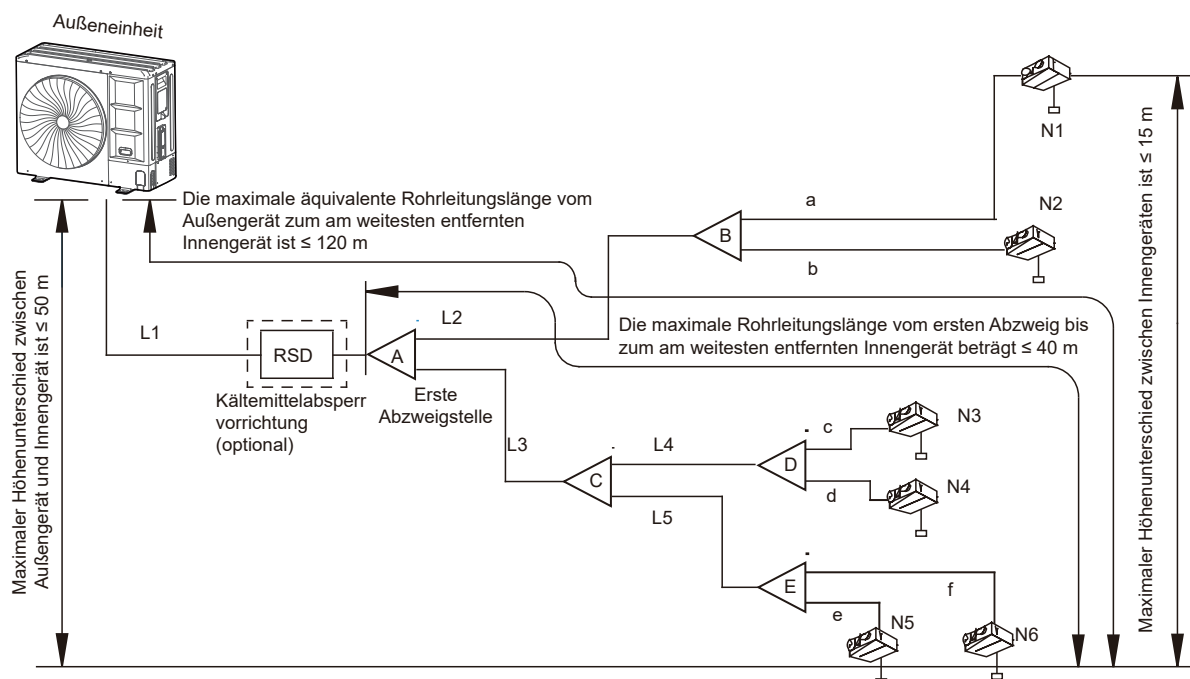 Außeneinheit
Die maximale äquivalente Rohrleitungslänge vom
Außengerät zum am weitesten entfernten
Innengerät ist ≤ 120 m
Maximaler Höhenunterschied zwischen
Außengerät und Innengerät ist ≤ 50 m
L1
RSD
Kältemittelabsperr
vorrichtung
(optional)
A
Erste
Abzweigstelle
L2
L3
B
a
b
N1
N2
Die maximale Rohrleitungslänge vom ersten Abzweig bis
zum am weitesten entfernten Innengerät beträgt ≤ 40 m
C
L4
L5
D
c
d
N3
N4
E
e
f
N5
N6
Maximaler Höhenunterschied zwischen Innengeräten ist ≤ 15 m